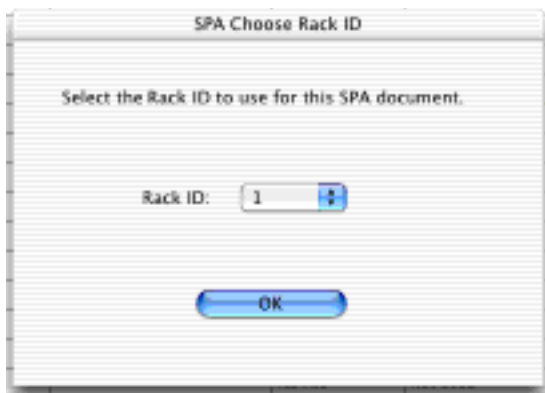 SPA Choose Rack ID
Select the Rack ID to use for this SPA document.
Rack ID: 1
OK